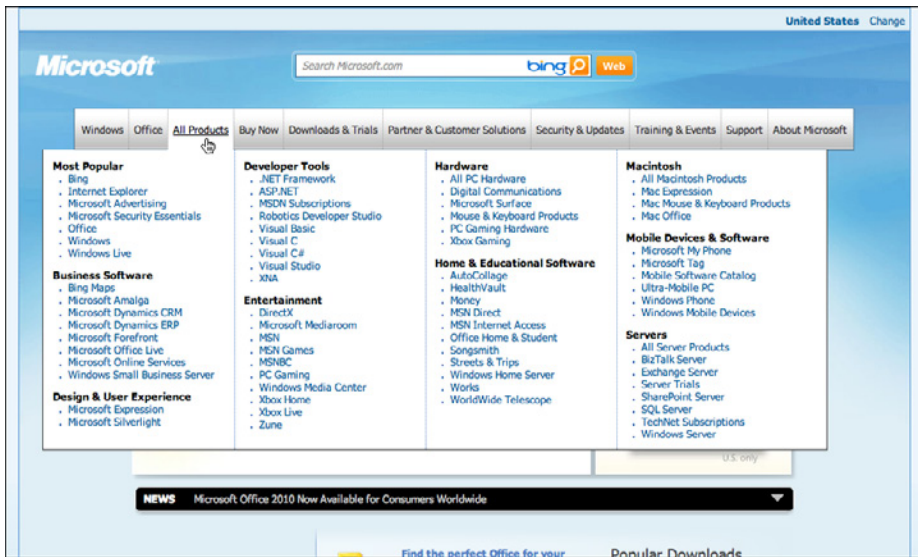 United States Change
Microsoft
Search Microsoft.com bing Web
Windows Office All Products Buy Now Downloads & Trials Partner & Customer Solutions Security & Updates Training & Events Support About Microsoft
Most Popular
. Bing
. Internet Explorer
. Microsoft Advertising
. Microsoft Security Essentials
. Office
. Windows
. Windows Live
Business Software
. Bing Maps
. Microsoft Amalga
. Microsoft Dynamics CRM
. Microsoft Dynamics ERP
. Microsoft Forefront
. Microsoft Office Live
. Microsoft Online Services
. Windows Small Business Server
Design & User Experience
. Microsoft Expression
. Microsoft Silverlight
Developer Tools
. .NET Framework
. ASP.NET
. MSDN Subscriptions
. Robotics Developer Studio
. Visual Basic
. Visual C
. Visual C#
. Visual Studio
. XNA
Entertainment
. DirectX
. Microsoft Mediaroom
. MSN
. MSN Games
. MSNBC
. PC Gaming
. Windows Media Center
. Xbox Home
. Xbox Live
. Zune
Hardware
. All PC Hardware
. Digital Communications
. Microsoft Surface
. Mouse & Keyboard Products
. PC Gaming Hardware
. Xbox Gaming
Home & Educational Software
. AutoCollage
. HealthVault
. Money
. MSN Direct
. MSN Internet Access
. Office Home & Student
. Songsmith
. Streets & Trips
. Windows Home Server
. Works
. WorldWide Telescope
Macintosh
. All Macintosh Products
. Mac Expression
. Mac Mouse & Keyboard Products
. Mac Office
Mobile Devices & Software
. Microsoft My Phone
. Microsoft Tag
. Mobile Software Catalog
. Ultra-Mobile PC
. Windows Phone
. Windows Mobile Devices
Servers
. All Server Products
. BizTalk Server
. Exchange Server
. Server Trials
. SharePoint Server
. SQL Server
. TechNet Subscriptions
. Windows Server
U.S. only
NEWS Microsoft Office 2010 Now Available for Consumers Worldwide
Find the perfect Office for your
Popular Downloads